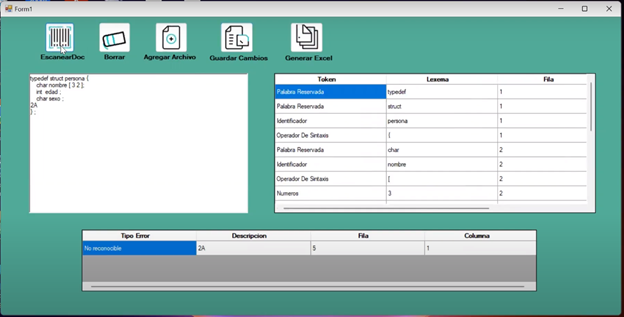 Form1
EscanearDoc Borrar Agregar Archivo Guardar Cambios Generar Excel
typedef struct persona {
char nombre [ 3 2 ];
int edad ;
char sexo ;
2A
} ;
Token Lexema Fila
Palabra Reservada typedef 1
Palabra Reservada struct 1
Identificador persona 1
Operador De Sintaxis { 1
Palabra Reservada char 2
Identificador nombre 2
Operador De Sintaxis [ 2
Numeros 3 2
Tipo Error Descripcion Fila Columna
No reconocible 2A 5 1